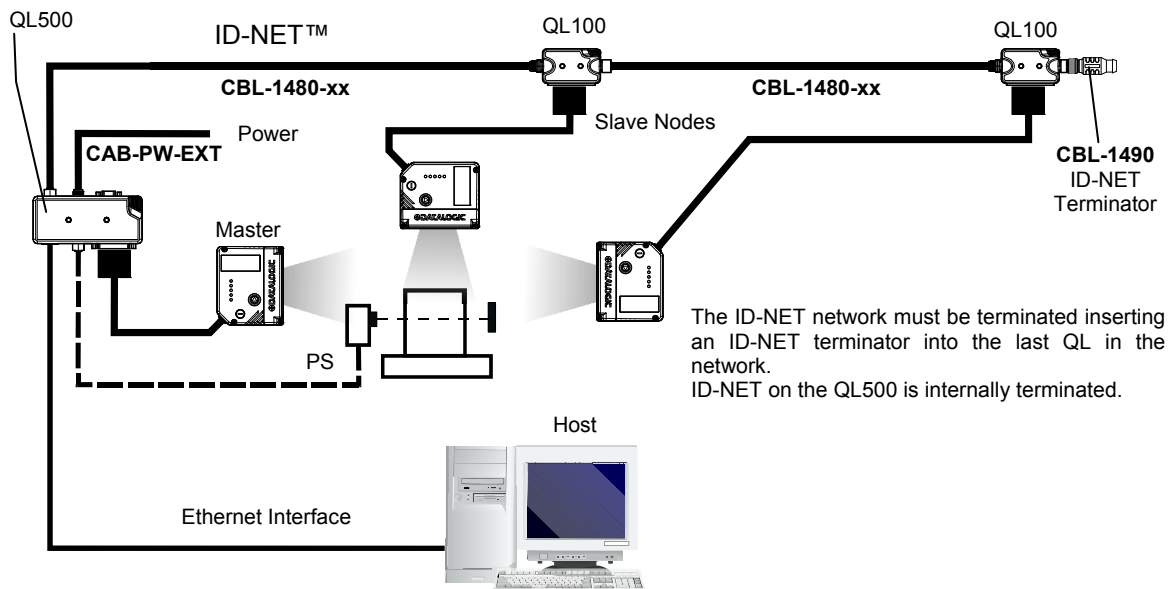 QL500
ID-NET™
QL100
QL100
CBL-1480-xx
CBL-1480-xx
Power
CAB-PW-EXT
Slave Nodes
CBL-1490
ID-NET
Terminator
DATALOGIC
Master
DATALOGIC
DATALOGIC
PS
The ID-NET network must be terminated inserting
an ID-NET terminator into the last QL in the
network.
ID-NET on the QL500 is internally terminated.
Host
Ethernet Interface